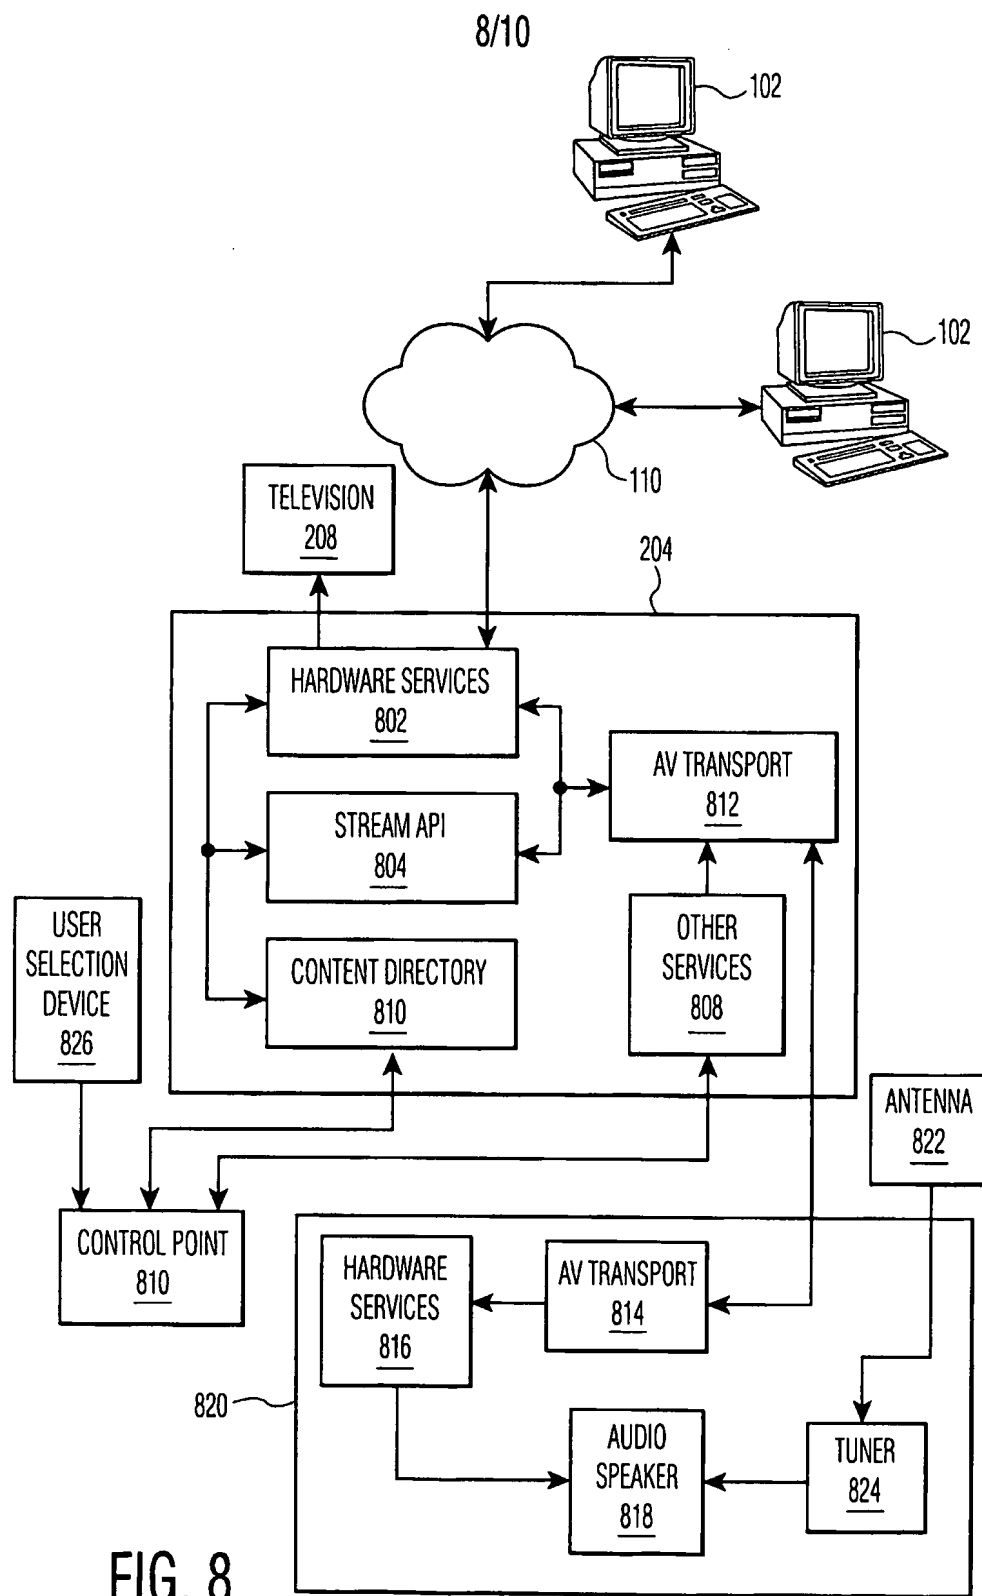 8/10
102
102
110
TELEVISION
208
204
HARDWARE SERVICES
802
AV TRANSPORT
812
STREAM API
804
USER
SELECTION
DEVICE
826
CONTENT DIRECTORY
810
OTHER
SERVICES
808
ANTENNA
822
CONTROL POINT
810
HARDWARE
SERVICES
816
AV TRANSPORT
814
820
AUDIO
SPEAKER
818
TUNER
824
FIG. 8